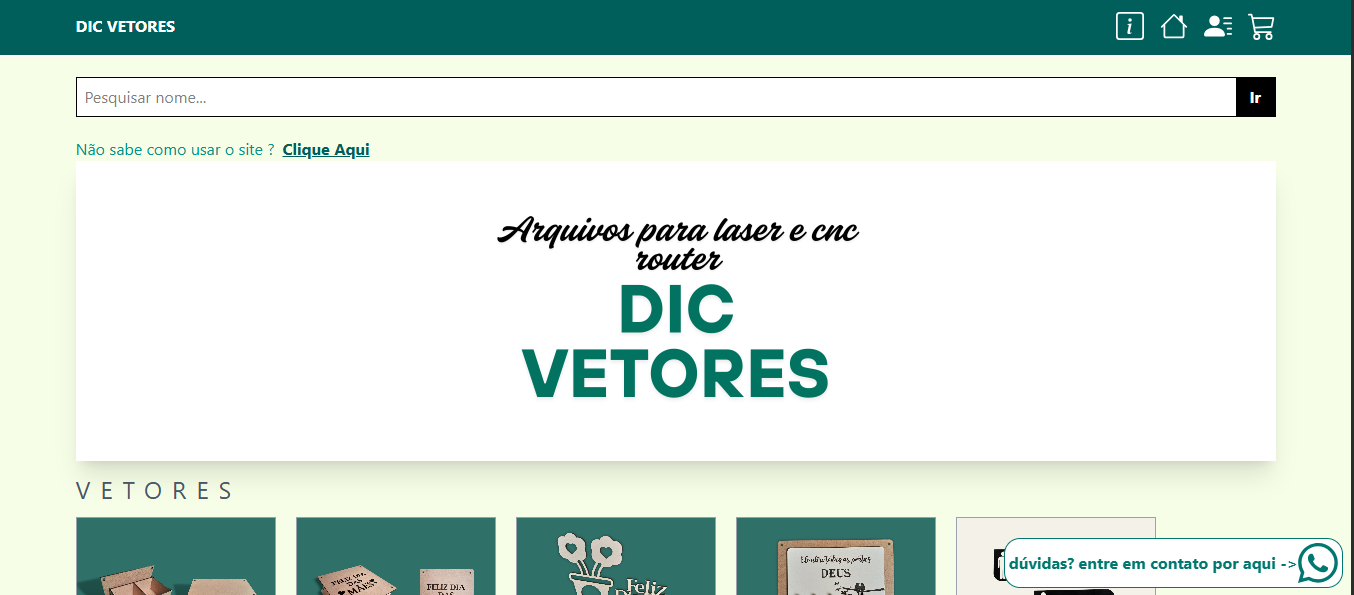 DIC VETORES
Pesquisar nome...
Ir
Não sabe como usar o site ? Clique Aqui
Arquivos para laser e cnc
router
DIC
VETORES
VETORES
FELIZ DIA
DAS
MÃES
FELIZ DIA
DAS
Feliz
DEUS
dúvidas? entre em contato por aqui ->